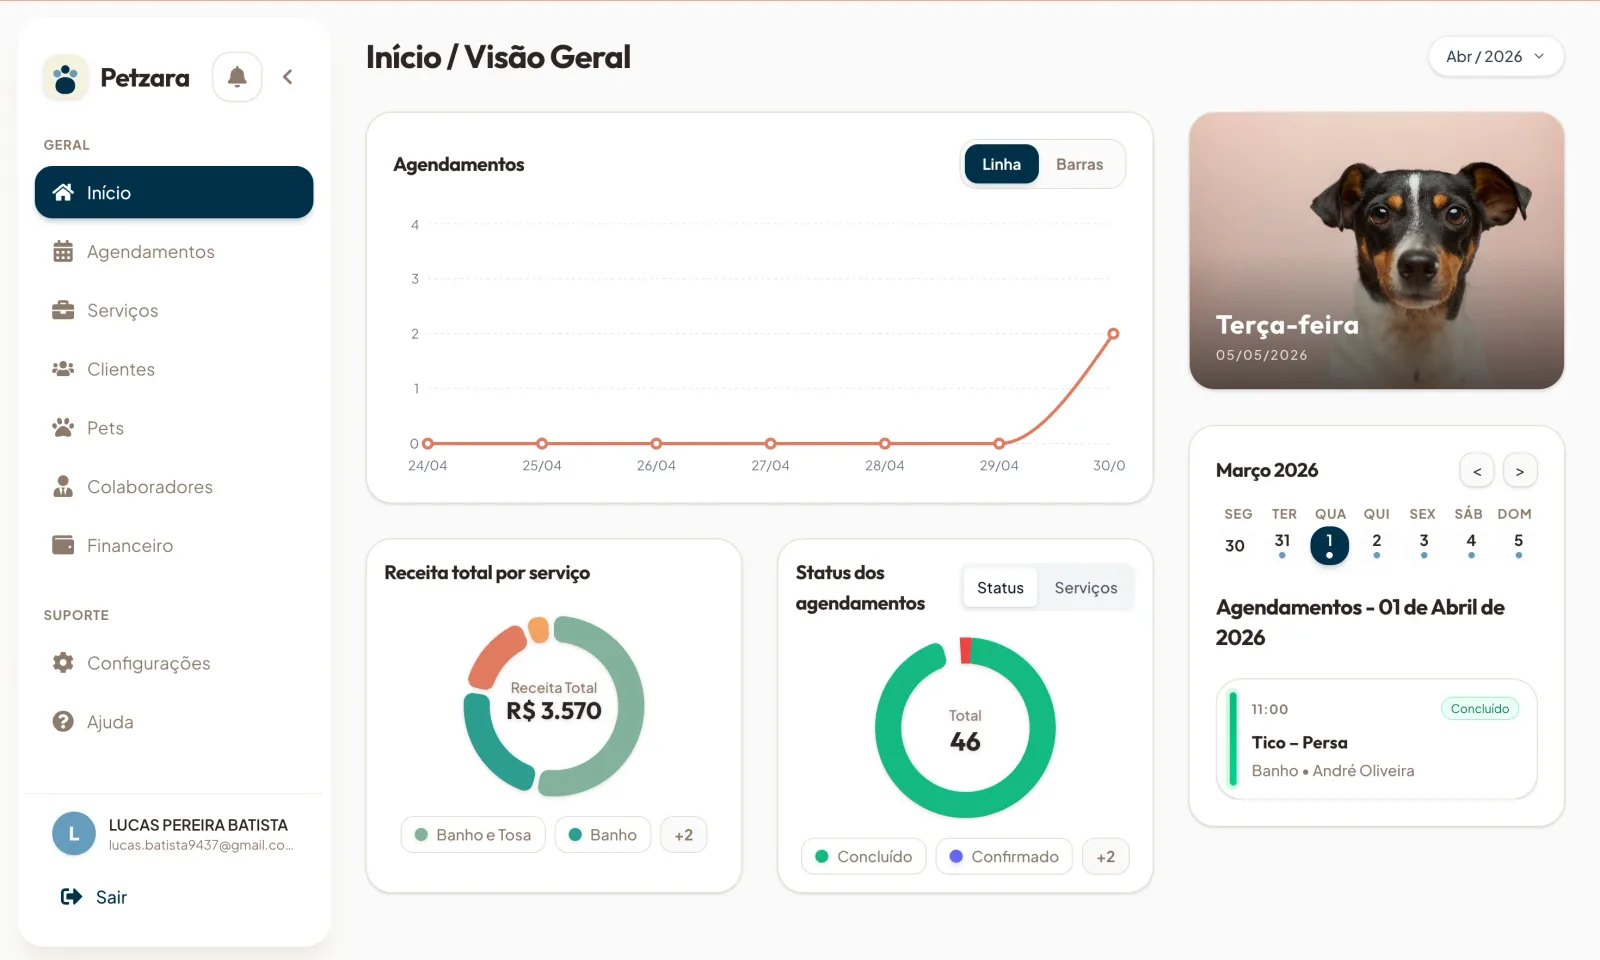 Petzara
GERAL
Início
Agendamentos
Serviços
Clientes
Pets
Colaboradores
Financeiro
SUPORTE
Configurações
Ajuda
L
LUCAS PEREIRA BATISTA
lucas.batista9437@gmail.co...
Sair
Início / Visão Geral
Abr / 2026
Agendamentos
Linha
Barras
4
3
2
1
0
24/04 25/04 26/04 27/04 28/04 29/04 30/0
Receita total por serviço
Receita Total
R$ 3.570
Banho e Tosa
Banho
+2
Status dos
agendamentos
Status
Serviços
Total
46
Concluído
Confirmado
+2
Terça-feira
05/05/2026
Março 2026
< >
SEG TER QUA QUI SEX SÁB DOM
30 31 1 2 3 4 5
Agendamentos - 01 de Abril de
2026
11:00
Concluído
Tico – Persa
Banho • André Oliveira